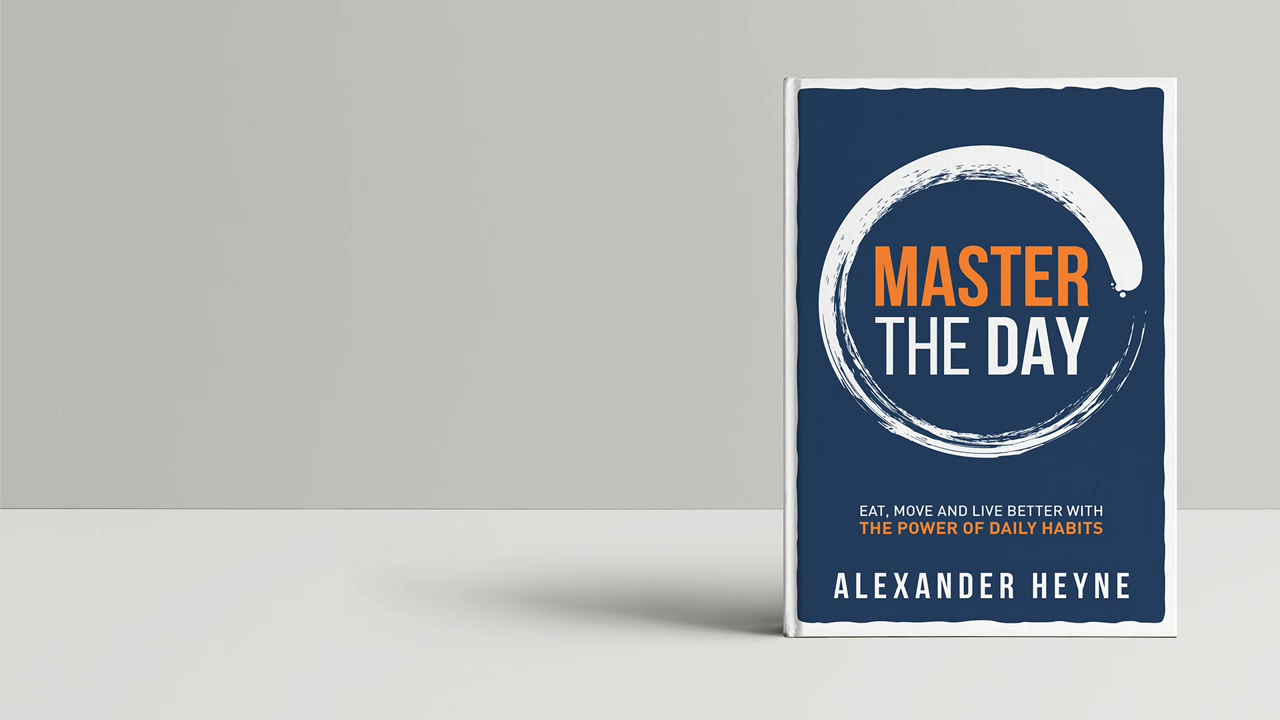 MASTER
THE DAY
EAT, MOVE AND LIVE BETTER WITH
THE POWER OF DAILY HABITS
ALEXANDER HEYNE